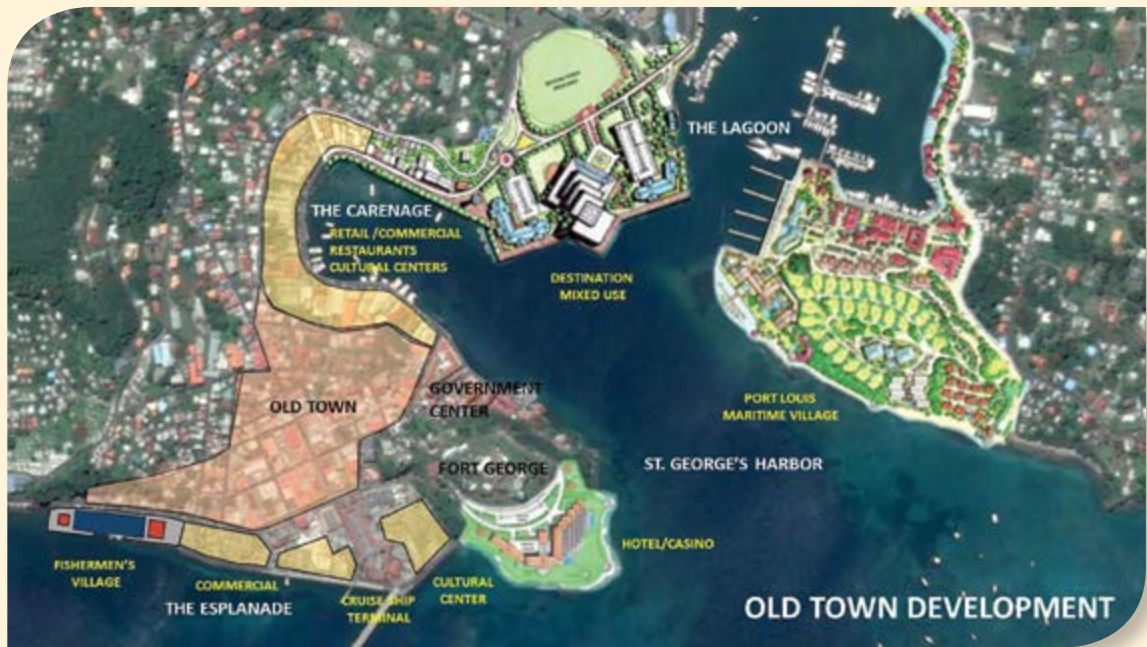 THE LAGOON
THE CARENAGE
RETAIL/COMMERCIAL
RESTAURANTS
CULTURAL CENTERS
DESTINATION
MIXED USE
OLD TOWN
GOVERNMENT
CENTER
PORT LOUIS
MARITIME VILLAGE
FORT GEORGE
ST. GEORGE'S HARBOR
HOTEL/CASINO
FISHERMEN'S
VILLAGE
COMMERCIAL
THE ESPLANADE
CRUISE SHIP
TERMINAL
CULTURAL
CENTER
OLD TOWN DEVELOPMENT